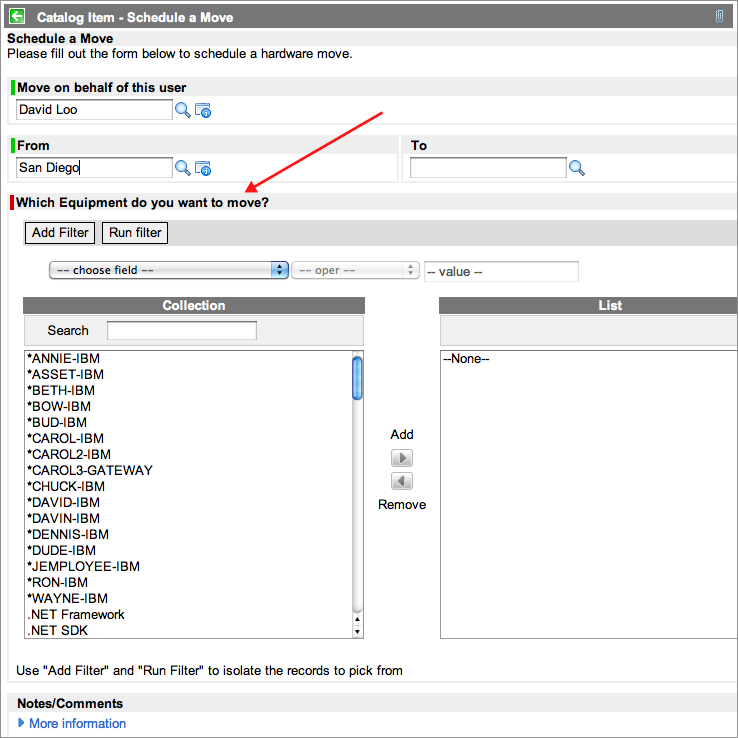 Catalog Item - Schedule a Move
Schedule a Move
Please fill out the form below to schedule a hardware move.
Move on behalf of this user
David Loo
From
To
San Diego
Which Equipment do you want to move?
Add Filter
Run filter
-- choose field --
-- oper --
-- value --
Collection
List
Search
*ANNIE-IBM
*ASSET-IBM
*BETH-IBM
*BOW-IBM
*BUD-IBM
*CAROL-IBM
*CAROL2-IBM
*CAROL3-GATEWAY
*CHUCK-IBM
*DAVID-IBM
*DAVIN-IBM
*DENNIS-IBM
*DUDE-IBM
*JEMPLOYEE-IBM
*RON-IBM
*WAYNE-IBM
.NET Framework
.NET SDK
--None--
Add
Remove
Use "Add Filter" and "Run Filter" to isolate the records to pick from
Notes/Comments
More information